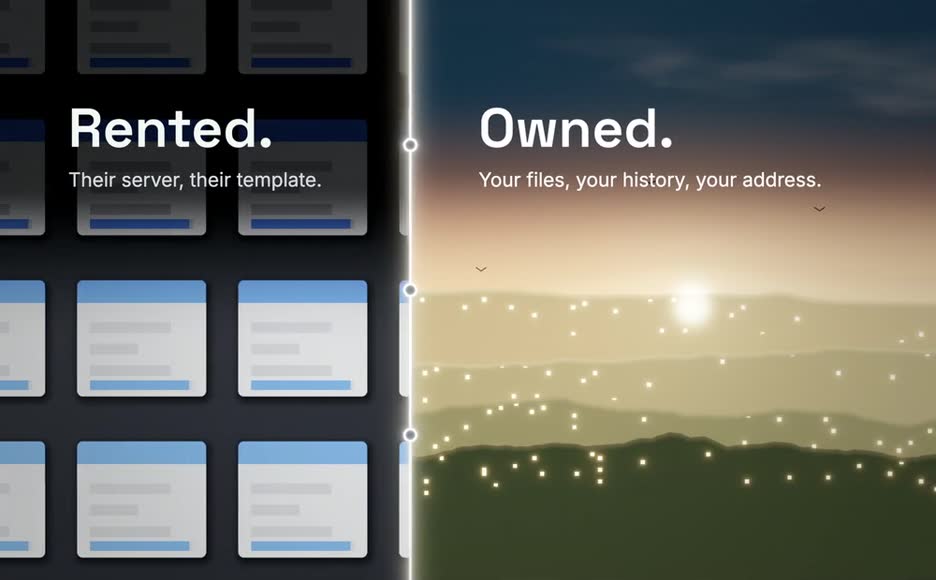 Rented.
Their server, their template.
Owned.
Your files, your history, your address.